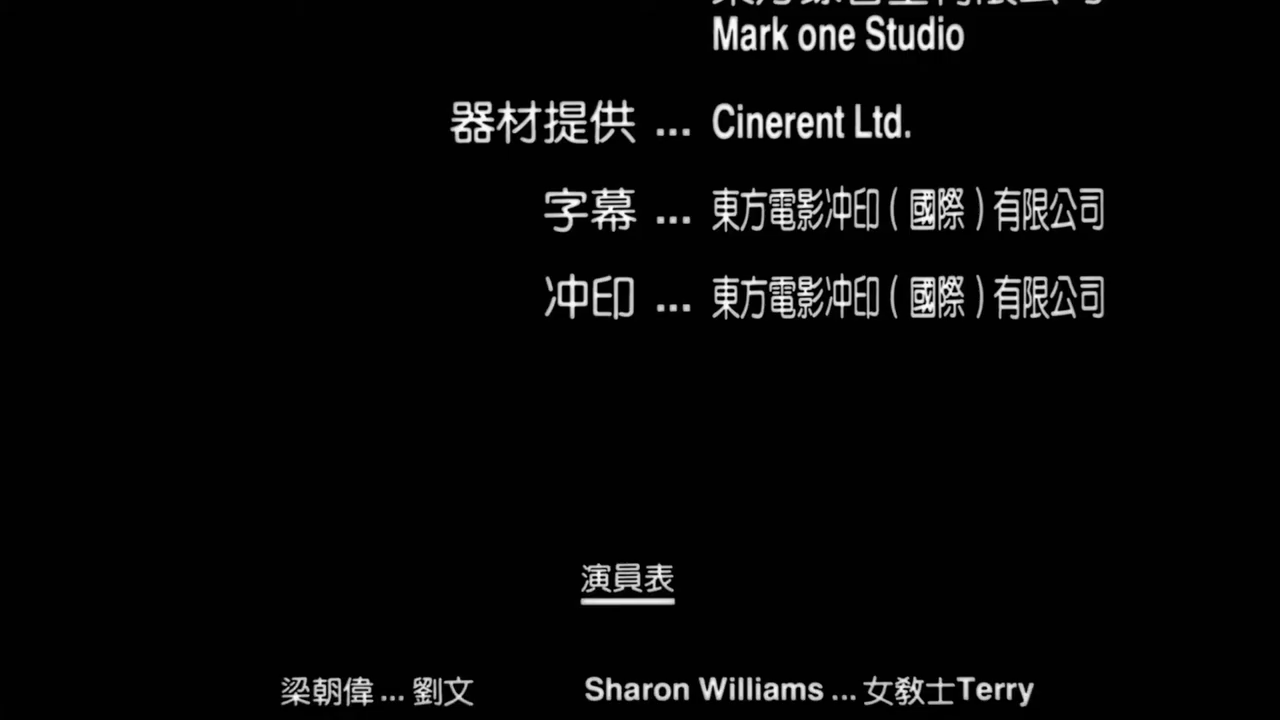 Mark one Studio
器材提供 ... Cinerent Ltd.
字幕 ... 東方電影冲印(國際)有限公司
冲印 ... 東方電影冲印(國際)有限公司
演員表
梁朝偉 ... 劉文 Sharon Williams ... 女教士Terry